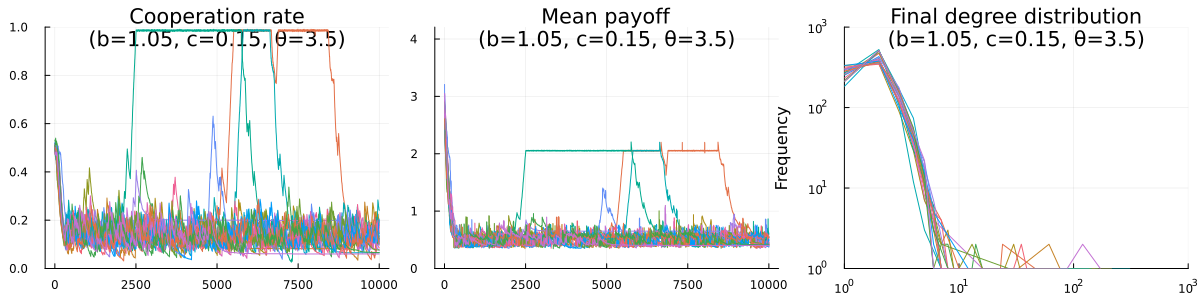 Cooperation rate
(b=1.05, c=0.15, θ=3.5)
1.0
0.8
0.6
0.4
0.2
0.0
0 2500 5000 7500 10000
Mean payoff
(b=1.05, c=0.15, θ=3.5)
4
3
2
1
0
0 2500 5000 7500 10000
Final degree distribution
(b=1.05, c=0.15, θ=3.5)
Frequency
10³
10²
10¹
10⁰
10⁰ 10¹ 10² 10³